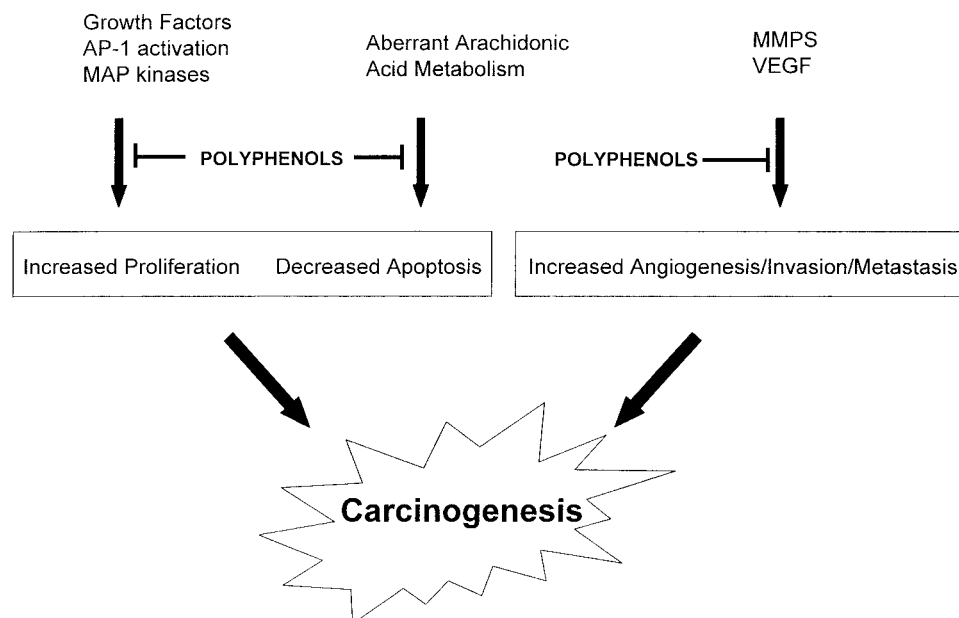 Growth Factors
AP-1 activation
MAP kinases
Aberrant Arachidonic
Acid Metabolism
MMPS
VEGF
POLYPHENOLS
POLYPHENOLS
Increased Proliferation
Decreased Apoptosis
Increased Angiogenesis/Invasion/Metastasis
Carcinogenesis